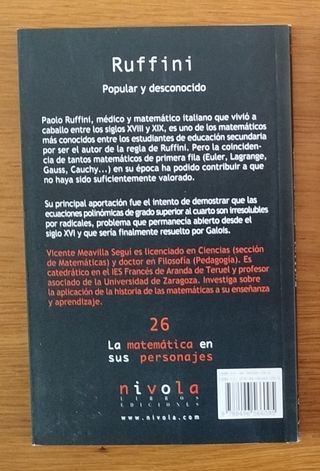 Ruffini
Popular y desconocido
Paolo Ruffini, médico y matemático italiano que vivió a
caballo entre los siglos XVIII y XIX, es uno de los matemáticos
más conocidos entre los estudiantes de educación secundaria
por ser el autor de la regla de Ruffini. Pero la coinciden-
cia de tantos matemáticos de primera fila (Euler, Lagrange,
Gauss, Cauchy...) en su época ha podido contribuir a que
no haya sido suficientemente valorado.
Su principal aportación fue el intento de demostrar que las
ecuaciones polinómicas de grado superior al cuarto son irresolubles
por radicales, problema que permanecía abierto desde el
siglo XVI y que sería finalmente resuelto por Galois.
Vicente Meavilla Seguí es licenciado en Ciencias (sección
de Matemáticas) y doctor en Filosofía (Pedagogía). Es
catedrático en el IES Francés de Aranda de Teruel y profesor
asociado de la Universidad de Zaragoza. Investiga sobre
la aplicación de la historia de las matemáticas a su enseñanza
y aprendizaje.
26
La matemática en
sus personajes
nivola
LIBROS
EDICIONES
www.nivola.com